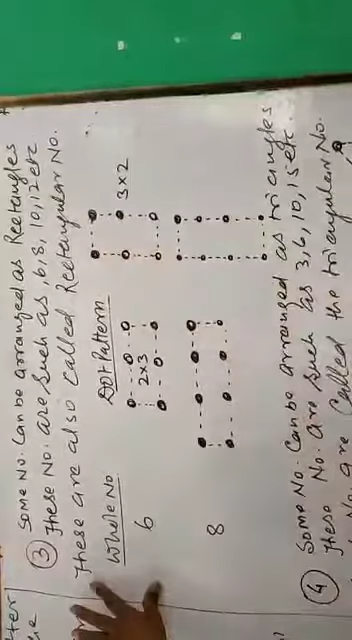 ③ Some No. Can be arranged as Rectangles
These No. are such as, 6, 8, 10, 12 etc
These are also called Rectangular No.
Whole No Dot Pattern
6 2×3 3×2
8
④ Some No. Can be arranged as triangles
These No. are such as 3, 6, 10, 15 etc.
No. are called the triangular No.